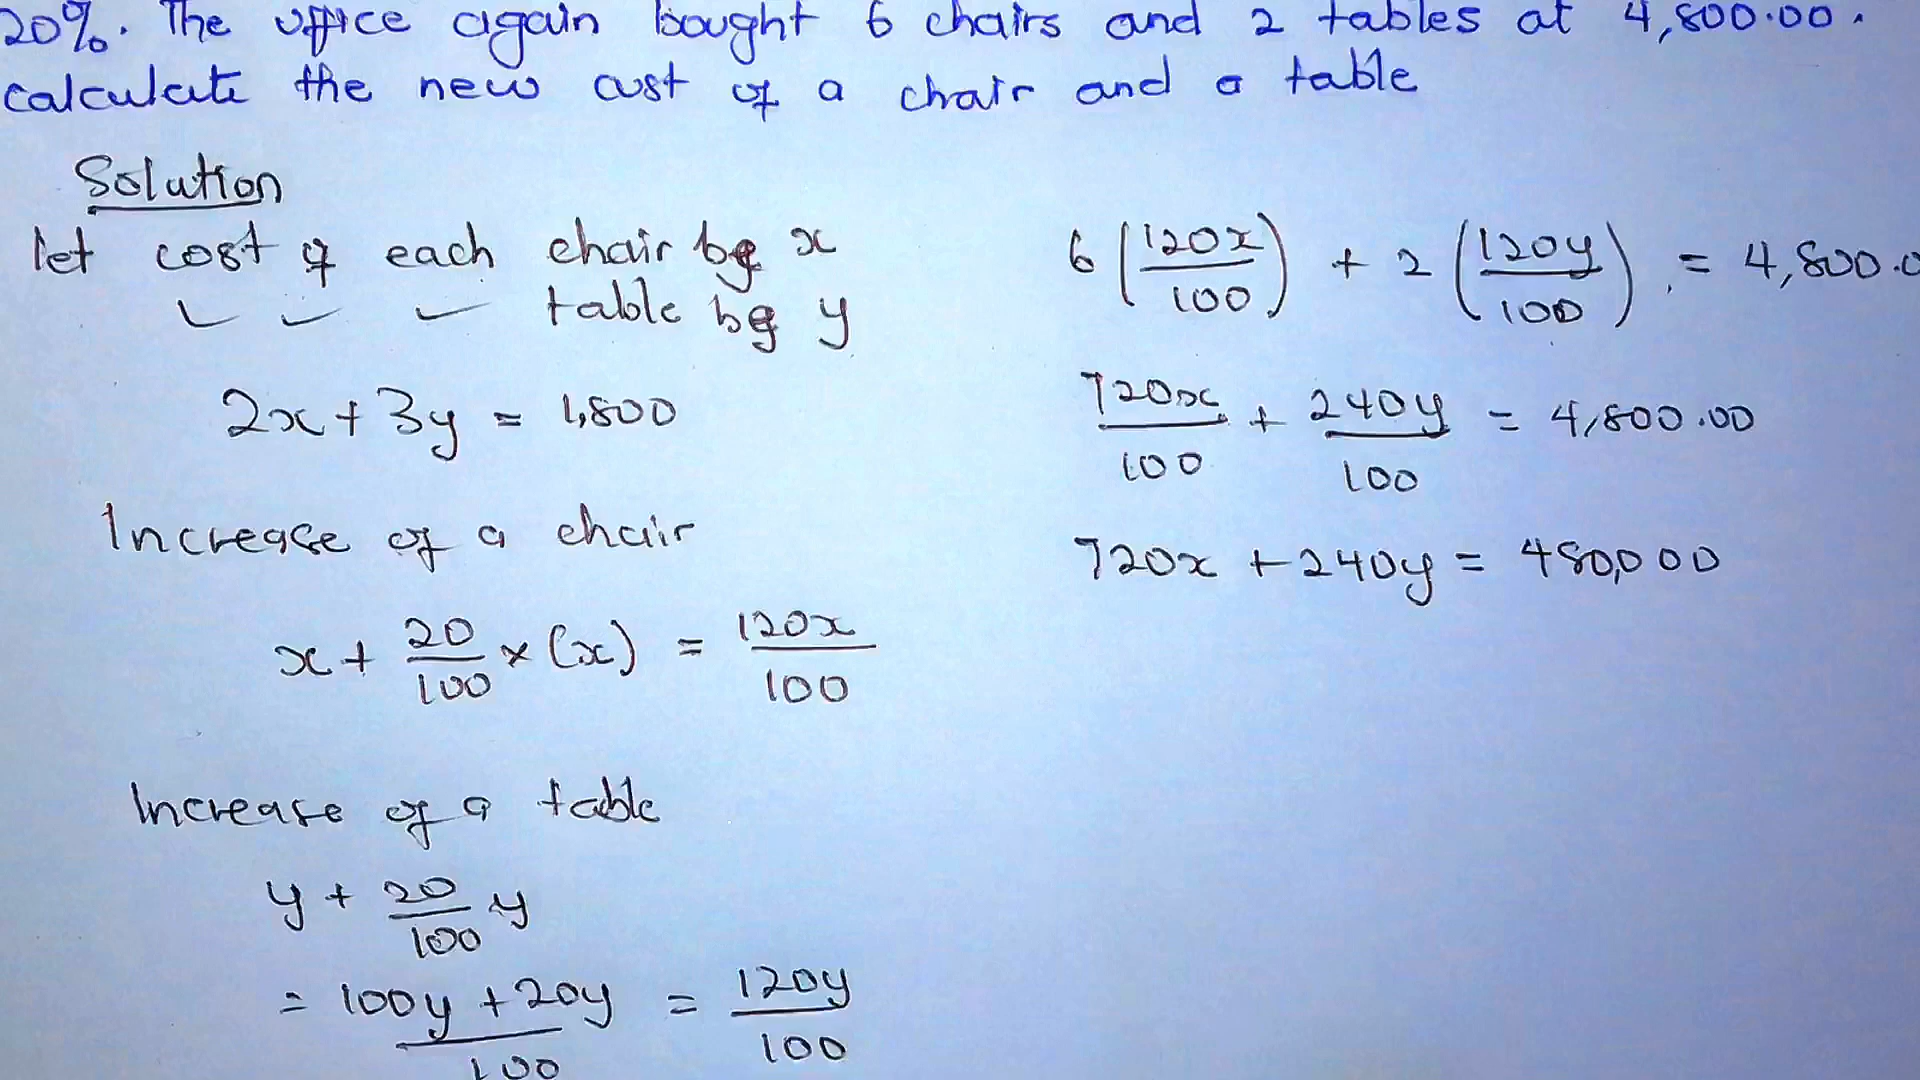 20%. The office again bought 6 chairs and 2 tables at 4,800.00.
calculate the new cost of a chair and a table
Solution
let cost of each chair be x
〃 〃 〃 table be y
2x + 3y = 1,800
Increase of a chair
x + 20/100 × (x) = 120x/100
Increase of a table
y + 20/100 y
= 100y + 20y/100 = 120y/100
6 (120x/100) + 2 (120y/100) = 4,800.0
720x/100 + 240y/100 = 4,800.00
720x + 240y = 480,000